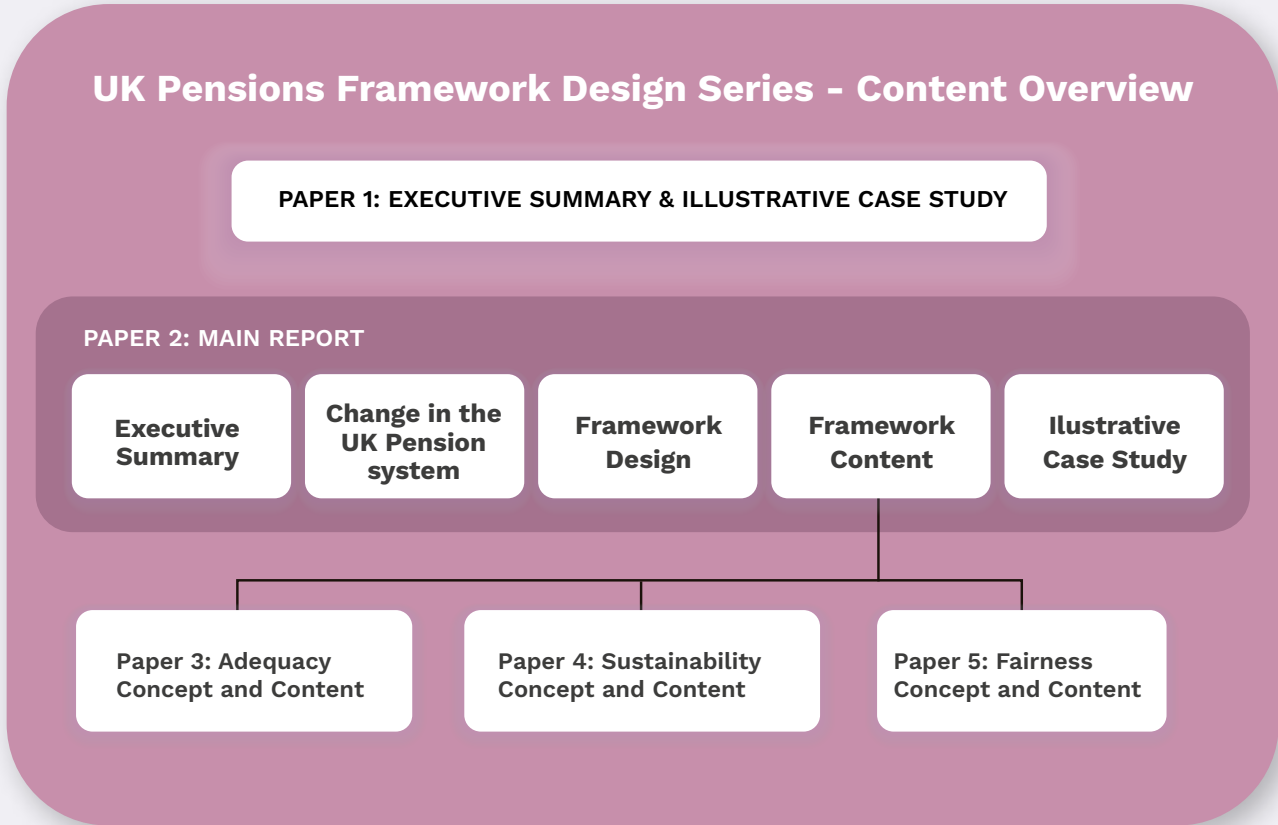 UK Pensions Framework Design Series - Content Overview
PAPER 1: EXECUTIVE SUMMARY & ILLUSTRATIVE CASE STUDY
PAPER 2: MAIN REPORT
Executive
Summary
Change in the
UK Pension
system
Framework
Design
Framework
Content
Ilustrative
Case Study
Paper 3: Adequacy
Concept and Content
Paper 4: Sustainability
Concept and Content
Paper 5: Fairness
Concept and Content